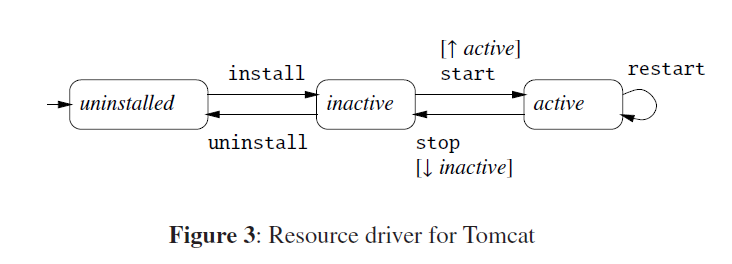 [↑ active]
install
start
restart
uninstalled
inactive
active
uninstall
stop
[↓ inactive]
Figure 3: Resource driver for Tomcat